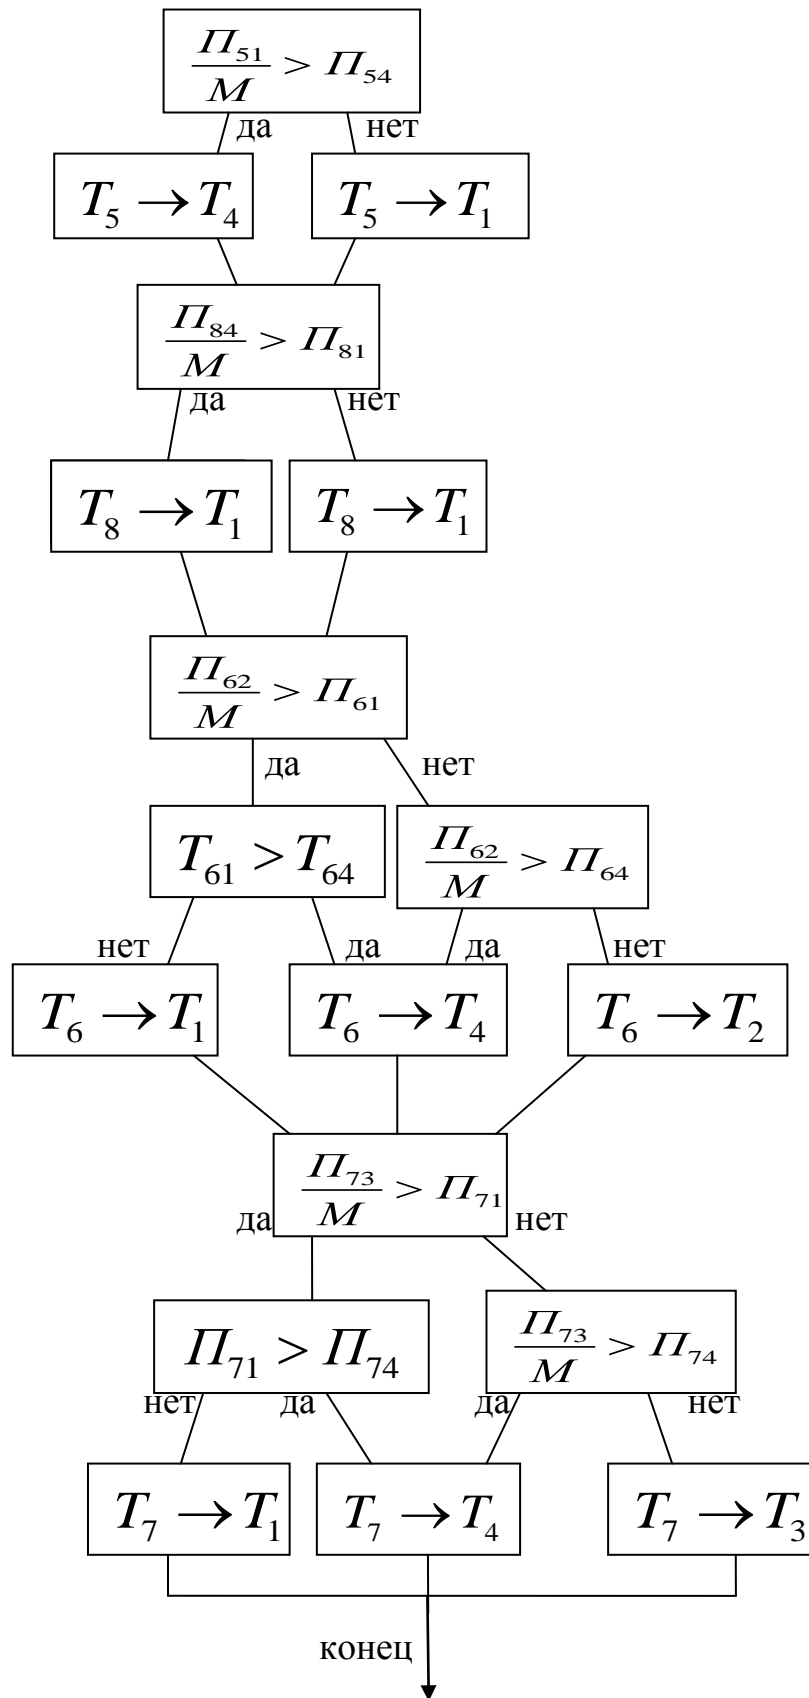 П₅₁/М > П₅₄
да нет
T₅ → T₄ T₅ → T₁
П₈₄/М > П₈₁
да нет
T₈ → T₁ T₈ → T₁
П₆₂/М > П₆₁
да нет
T₆₁ > T₆₄ П₆₂/М > П₆₄
нет да да нет
T₆ → T₁ T₆ → T₄ T₆ → T₂
П₇₃/М > П₇₁
да нет
П₇₁ > П₇₄ П₇₃/М > П₇₄
нет да да нет
T₇ → T₁ T₇ → T₄ T₇ → T₃
конец